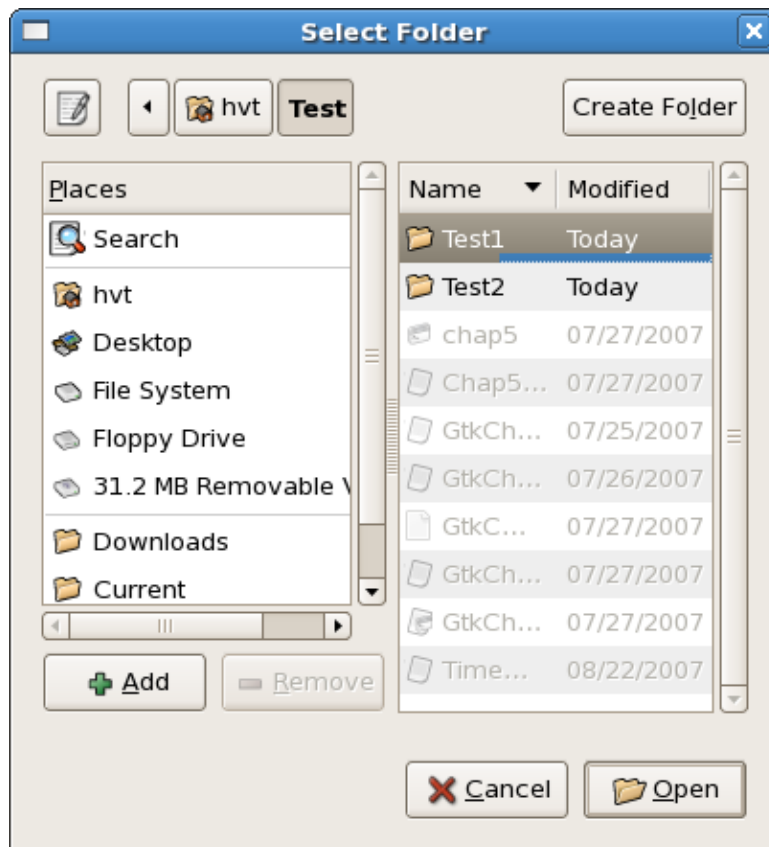 Select Folder
hvt Test Create Folder
Places
Search
hvt
Desktop
File System
Floppy Drive
31.2 MB Removable
Downloads
Current
Add Remove
Name Modified
Test1 Today
Test2 Today
chap5 07/27/2007
Chap5... 07/27/2007
GtkCh... 07/25/2007
GtkCh... 07/26/2007
GtkC... 07/27/2007
GtkCh... 07/27/2007
GtkCh... 07/27/2007
Time... 08/22/2007
Cancel Open